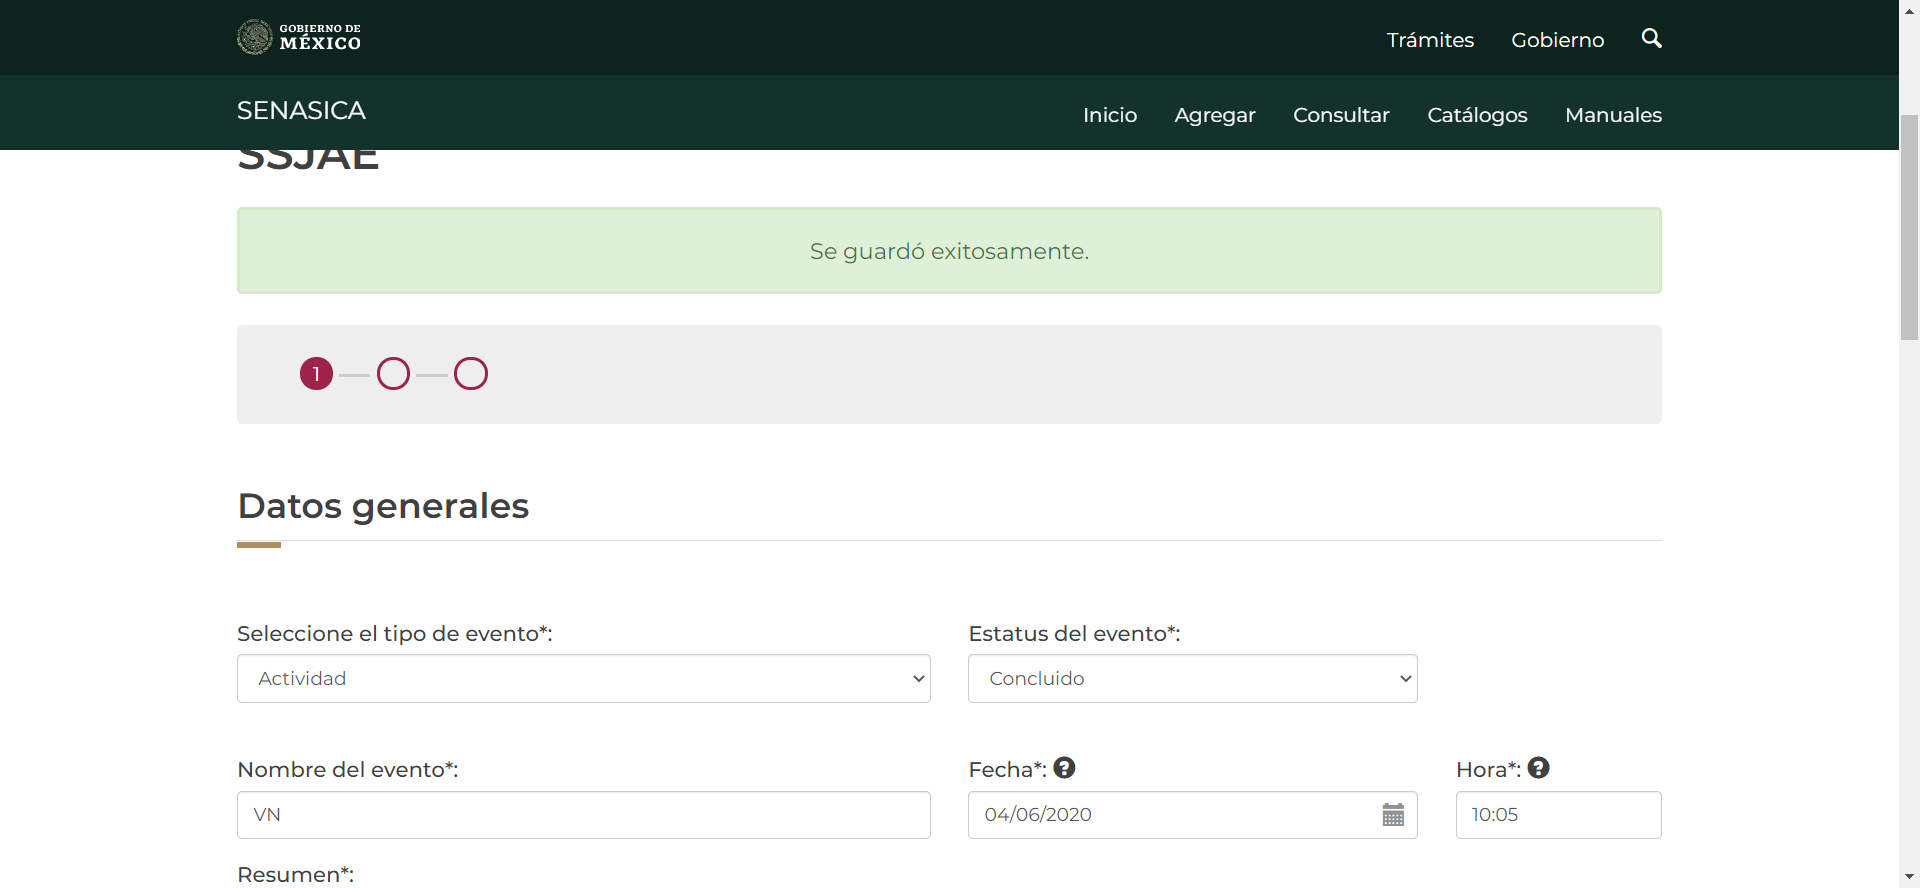 GOBIERNO DE
MÉXICO
Trámites
Gobierno
SENASICA
Inicio
Agregar
Consultar
Catálogos
Manuales
SSJAE
Se guardó exitosamente.
1
Datos generales
Seleccione el tipo de evento*:
Estatus del evento*:
Actividad
Concluido
Nombre del evento*:
Fecha*: ?
Hora*: ?
VN
04/06/2020
10:05
Resumen*: